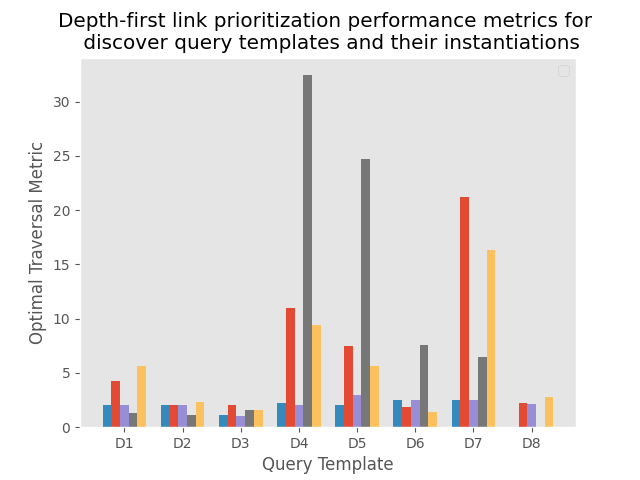 Depth-first link prioritization performance metrics for
discover query templates and their instantiations
Optimal Traversal Metric
30
25
20
15
10
5
0
D1 D2 D3 D4 D5 D6 D7 D8
Query Template